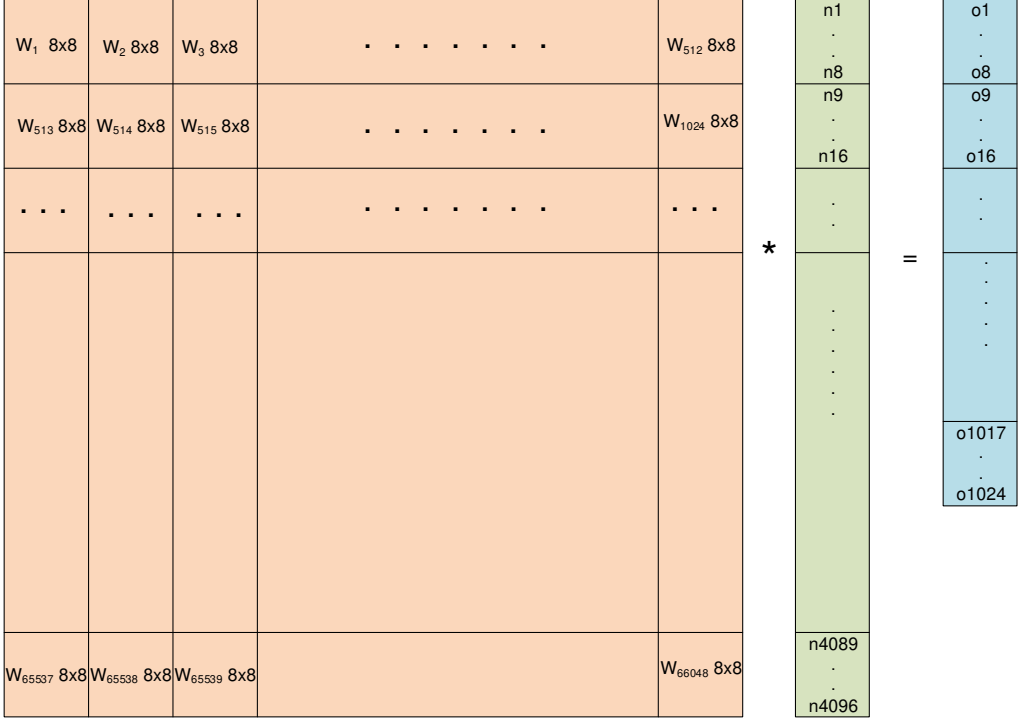 W1 8x8 W2 8x8 W3 8x8 . . . . . . . W512 8x8
W513 8x8 W514 8x8 W515 8x8 . . . . . . . W1024 8x8
. . . . . . . . . . . . . . . . . . .
W65537 8x8 W65538 8x8 W65539 8x8 W66048 8x8
*
n1
.
.
n8
n9
.
.
n16
.
.
.
.
.
.
.
.
n4089
.
.
n4096
=
o1
.
.
o8
o9
.
.
o16
.
.
.
.
.
.
.
o1017
.
.
o1024